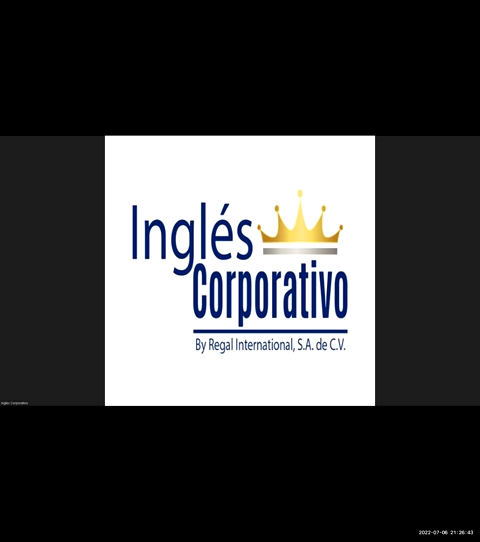 Inglés
Corporativo
By Regal International, S.A. de C.V.
Inglés Corporativo
2022-07-06 21:26:43